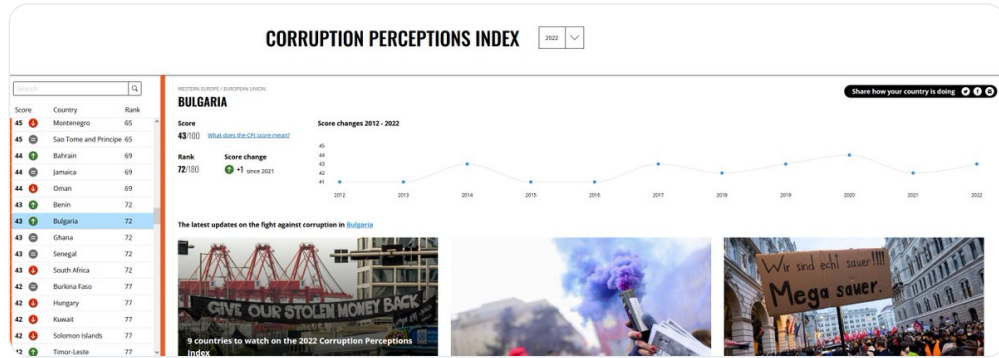 CORRUPTION PERCEPTIONS INDEX
2022
Search
Score Country Rank
45 Montenegro 65
45 Sao Tome and Principe 65
44 Bahrain 69
44 Jamaica 69
44 Oman 69
43 Benin 72
43 Bulgaria 72
43 Ghana 72
43 Senegal 72
43 South Africa 72
42 Burkina Faso 77
42 Hungary 77
42 Kuwait 77
42 Solomon Islands 77
42 Timor-Leste 77
WESTERN EUROPE / EUROPEAN UNION
BULGARIA
Share how your country is doing
Score
43/100 What does the CPI score mean?
Rank Score change
72/180 +1 since 2021
Score changes 2012 - 2022
45
44
43
42
41
2012 2013 2014 2015 2016 2017 2018 2019 2020 2021 2022
The latest updates on the fight against corruption in Bulgaria
GIVE OUR STOLEN MONEY BACK
9 countries to watch on the 2022 Corruption Perceptions
Index
Wir sind echt sauer!!!!
Mega sauer.